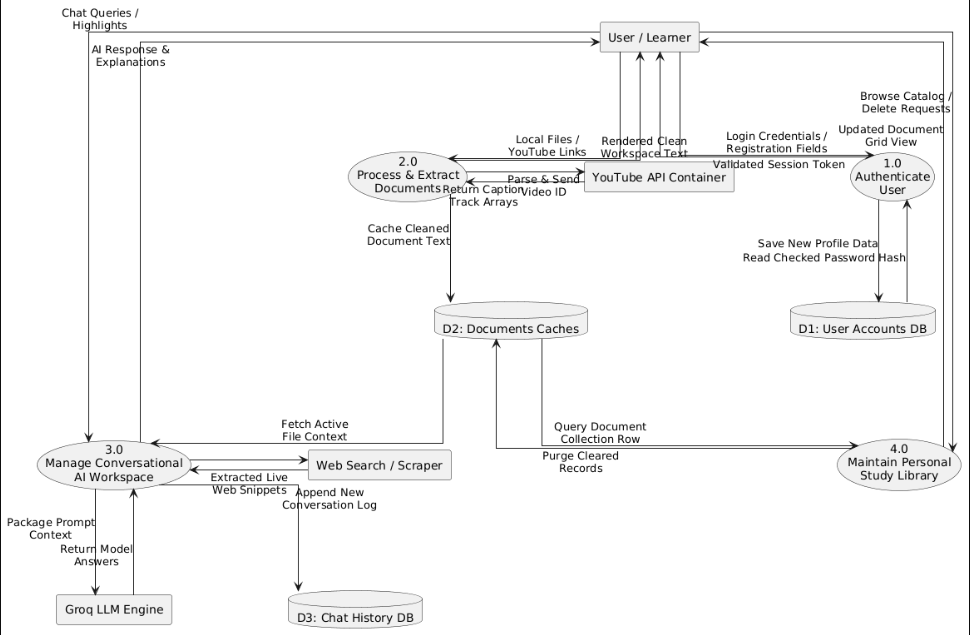 Chat Queries /
Highlights
User / Learner
AI Response &
Explanations
Browse Catalog /
Delete Requests
Updated Document
Grid View
Local Files /
YouTube Links
Rendered Clean
Workspace Text
Login Credentials /
Registration Fields
Validated Session Token
2.0
Process & Extract
Documents
Parse & Send
Video ID
Return Caption
Track Arrays
YouTube API Container
1.0
Authenticate
User
Cache Cleaned
Document Text
Save New Profile Data
Read Checked Password Hash
D2: Documents Caches
D1: User Accounts DB
Fetch Active
File Context
Query Document
Collection Row
Purge Cleared
Records
3.0
Manage Conversational
AI Workspace
Web Search / Scraper
4.0
Maintain Personal
Study Library
Extracted Live
Web Snippets
Append New
Conversation Log
Package Prompt
Context
Return Model
Answers
Groq LLM Engine
D3: Chat History DB